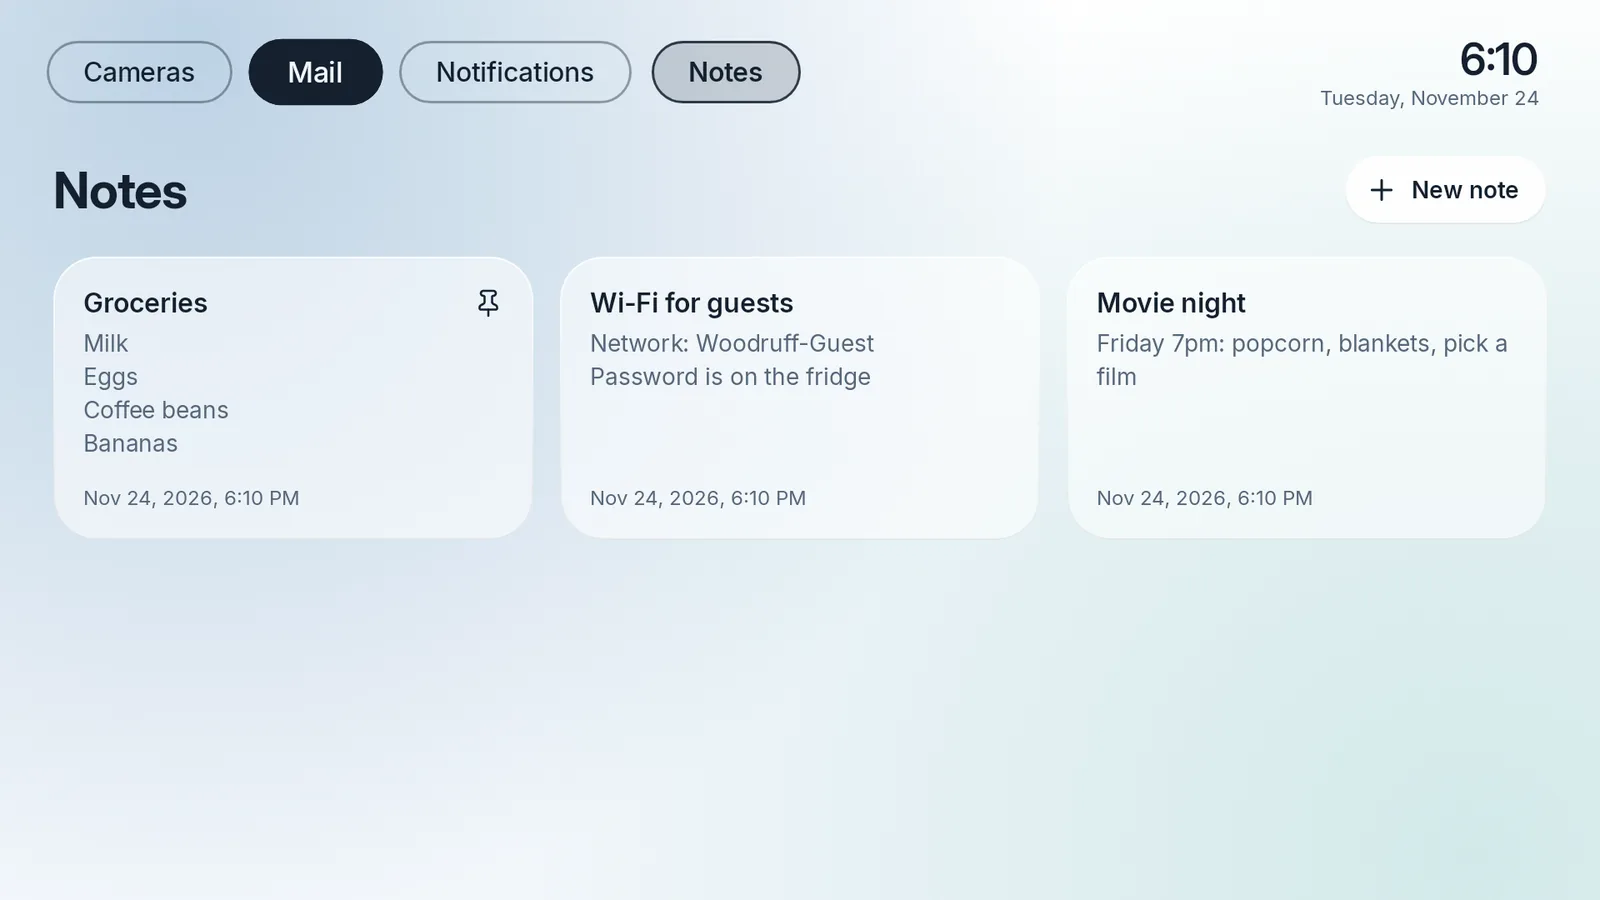 Cameras
Mail
Notifications
Notes
6:10
Tuesday, November 24
Notes
New note
Groceries
Milk
Eggs
Coffee beans
Bananas
Nov 24, 2026, 6:10 PM
Wi-Fi for guests
Network: Woodruff-Guest
Password is on the fridge
Nov 24, 2026, 6:10 PM
Movie night
Friday 7pm: popcorn, blankets, pick a
film
Nov 24, 2026, 6:10 PM